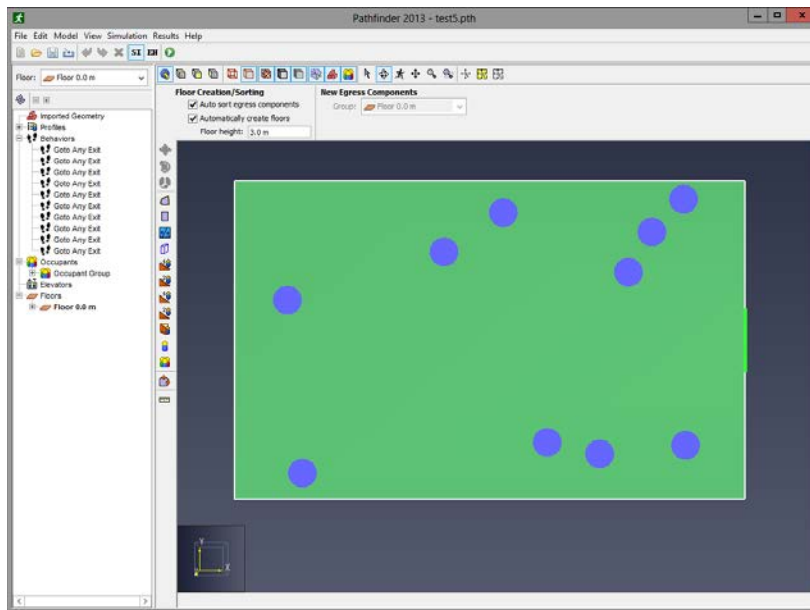 Pathfinder 2013 - test5.pth
File Edit Model View Simulation Results Help
Floor: Floor 0.0 m
Floor Creation/Sorting
New Egress Components
Auto sort egress components
Group: Floor 0.0 m
Automatically create floors
Floor height: 3.0 m
Imported Geometry
Profiles
Behaviors
Goto Any Exit
Goto Any Exit
Goto Any Exit
Goto Any Exit
Goto Any Exit
Goto Any Exit
Goto Any Exit
Goto Any Exit
Goto Any Exit
Goto Any Exit
Occupants
Occupant Group
Elevators
Floors
Floor 0.0 m
Y
X